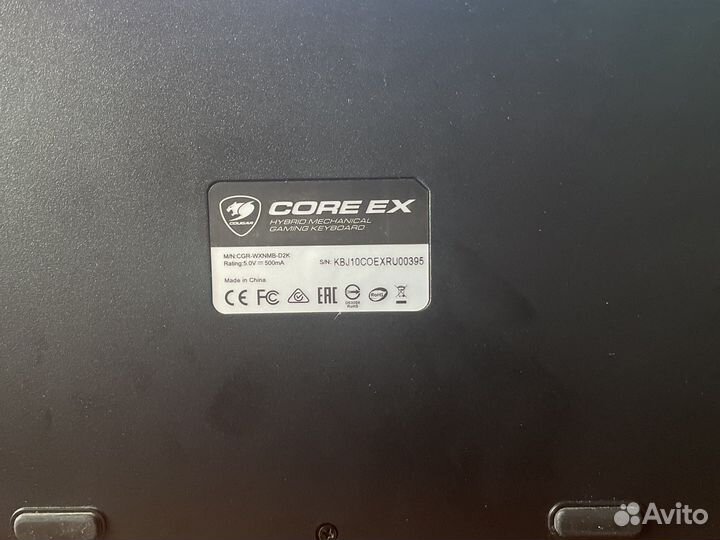 COUGAR
CORE EX
HYBRID MECHANICAL
GAMING KEYBOARD
M/N:CGR-WXNMB-D2K
Rating:5.0V ⎓ 500mA
S/N: KBJ10COEXRU00395
Made in China
CE FC EAC RoHS
RoHS
Avito